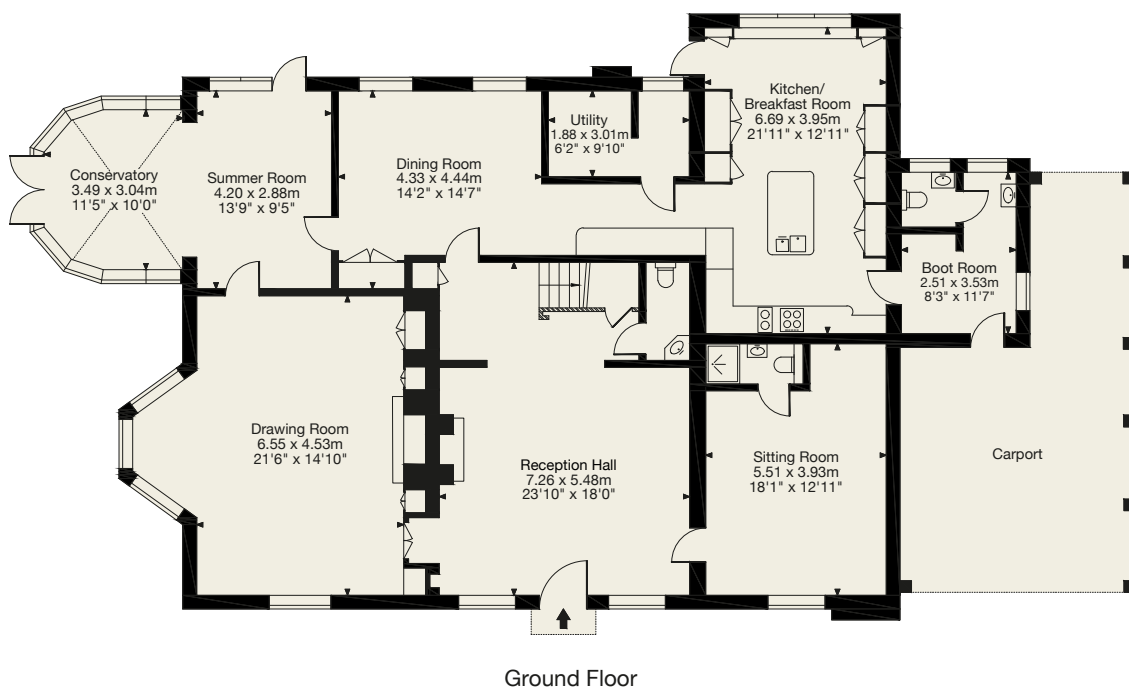 Kitchen/
Breakfast Room
6.69 x 3.95m
21'11" x 12'11"
Utility
1.88 x 3.01m
6'2" x 9'10"
Dining Room
4.33 x 4.44m
14'2" x 14'7"
Conservatory
3.49 x 3.04m
11'5" x 10'0"
Summer Room
4.20 x 2.88m
13'9" x 9'5"
Boot Room
2.51 x 3.53m
8'3" x 11'7"
Drawing Room
6.55 x 4.53m
21'6" x 14'10"
Reception Hall
7.26 x 5.48m
23'10" x 18'0"
Sitting Room
5.51 x 3.93m
18'1" x 12'11"
Carport
Ground Floor